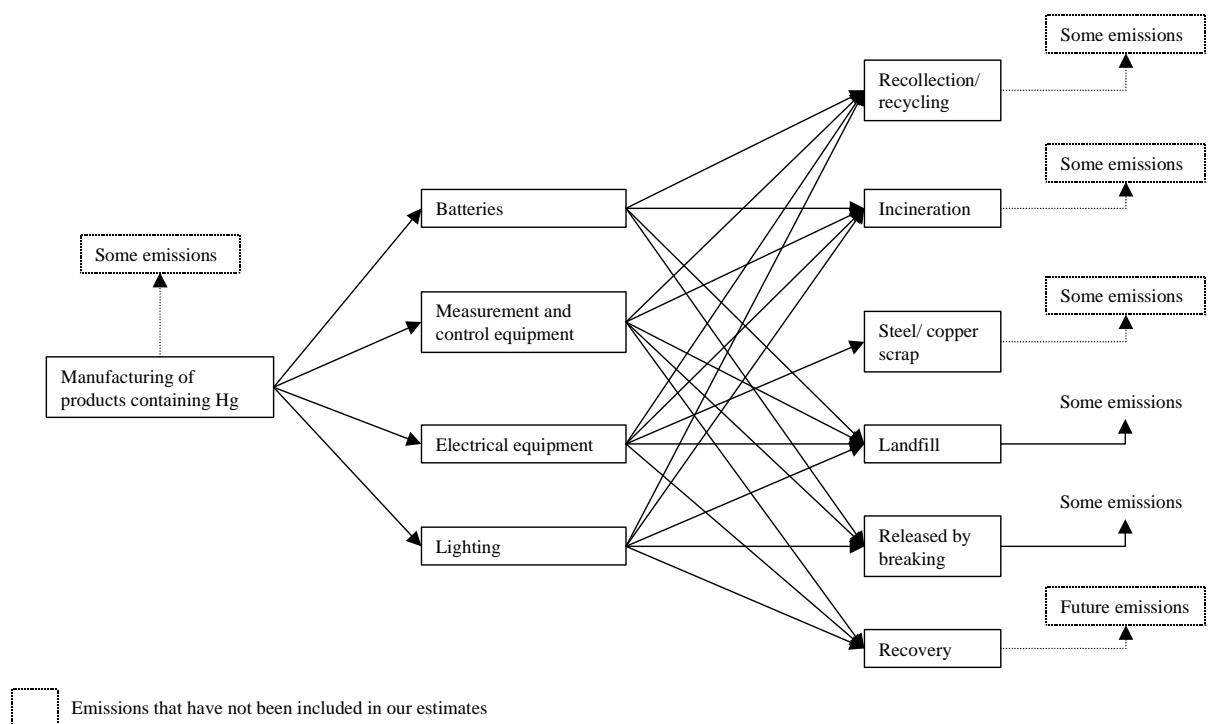 Some emissions
Recollection/
recycling
Some emissions
Batteries
Incineration
Some emissions
Some emissions
Measurement and
control equipment
Steel/ copper
scrap
Manufacturing of
products containing Hg
Some emissions
Electrical equipment
Landfill
Some emissions
Lighting
Released by
breaking
Future emissions
Recovery
Emissions that have not been included in our estimates